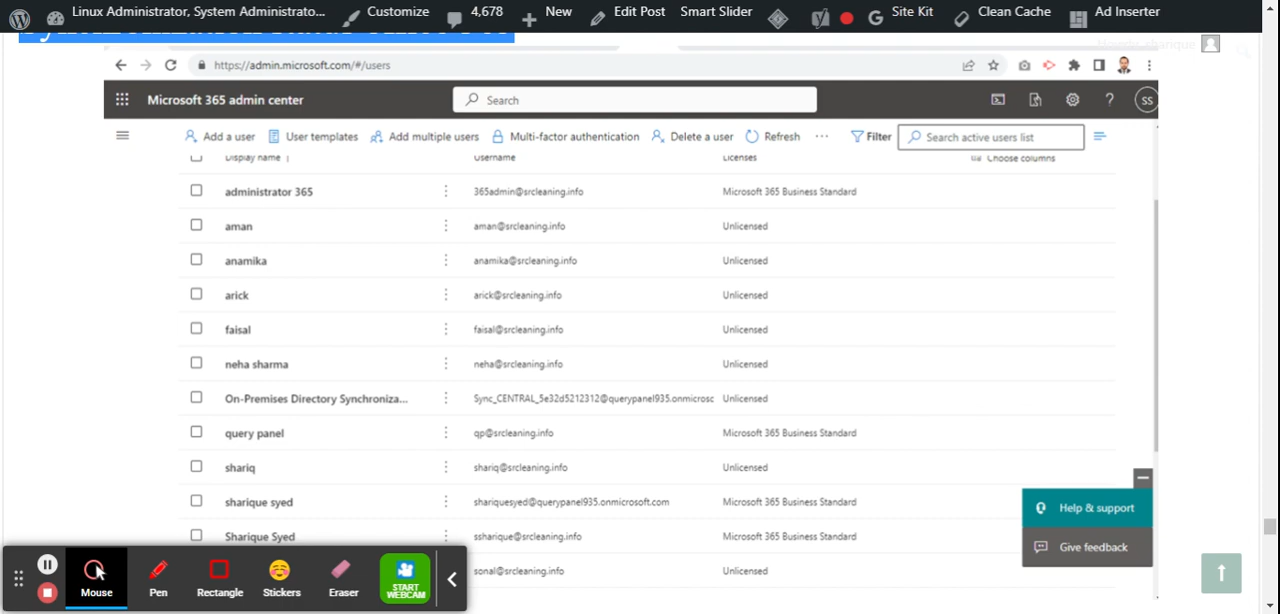 Linux Administrator, System Administrato...
Customize
4,678
New
Edit Post
Smart Slider
Site Kit
Clean Cache
Ad Inserter
https://admin.microsoft.com/#/users
Microsoft 365 admin center
Search
SS
Add a user
User templates
Add multiple users
Multi-factor authentication
Delete a user
Refresh
Filter
Search active users list
Display name Username Licenses Choose columns
administrator 365 365admin@srcleaning.info Microsoft 365 Business Standard
aman aman@srcleaning.info Unlicensed
anamika anamika@srcleaning.info Unlicensed
arick arick@srcleaning.info Unlicensed
faisal faisal@srcleaning.info Unlicensed
neha sharma neha@srcleaning.info Unlicensed
On-Premises Directory Synchroniza... Sync_CENTRAL_5e32d5212312@querypanel935.onmicrosc Unlicensed
query panel qp@srcleaning.info Microsoft 365 Business Standard
shariq shariq@srcleaning.info Unlicensed
sharique syed shariquesyed@querypanel935.onmicrosoft.com Microsoft 365 Business Standard
Sharique Syed ssharique@srcleaning.info Microsoft 365 Business Standard
sonal@srcleaning.info Unlicensed
Help & support
Give feedback
Mouse
Pen
Rectangle
Stickers
Eraser
START
WEBCAM